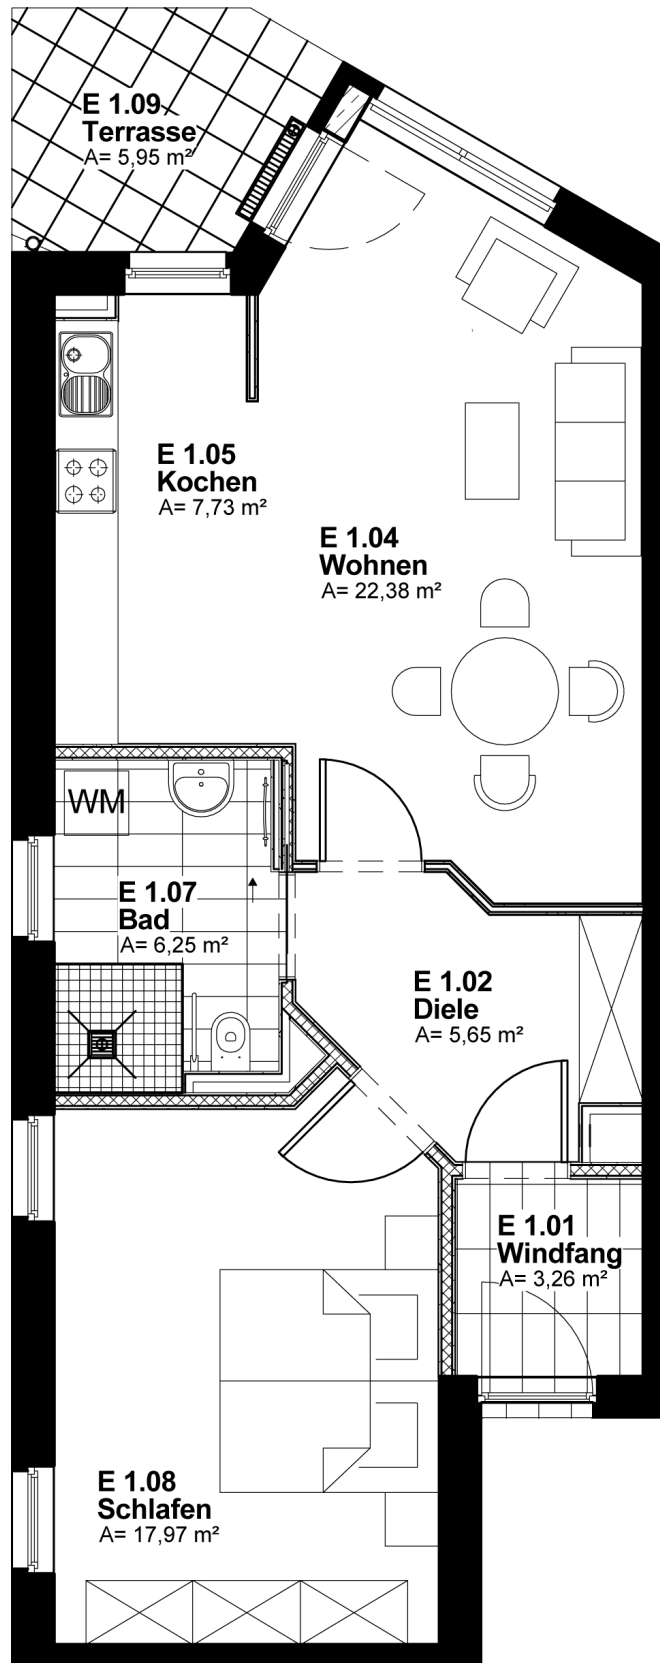 E 1.09
Terrasse
A= 5,95 m²
E 1.05
Kochen
A= 7,73 m²
E 1.04
Wohnen
A= 22,38 m²
WM
E 1.07
Bad
A= 6,25 m²
E 1.02
Diele
A= 5,65 m²
E 1.01
Windfang
A= 3,26 m²
E 1.08
Schlafen
A= 17,97 m²